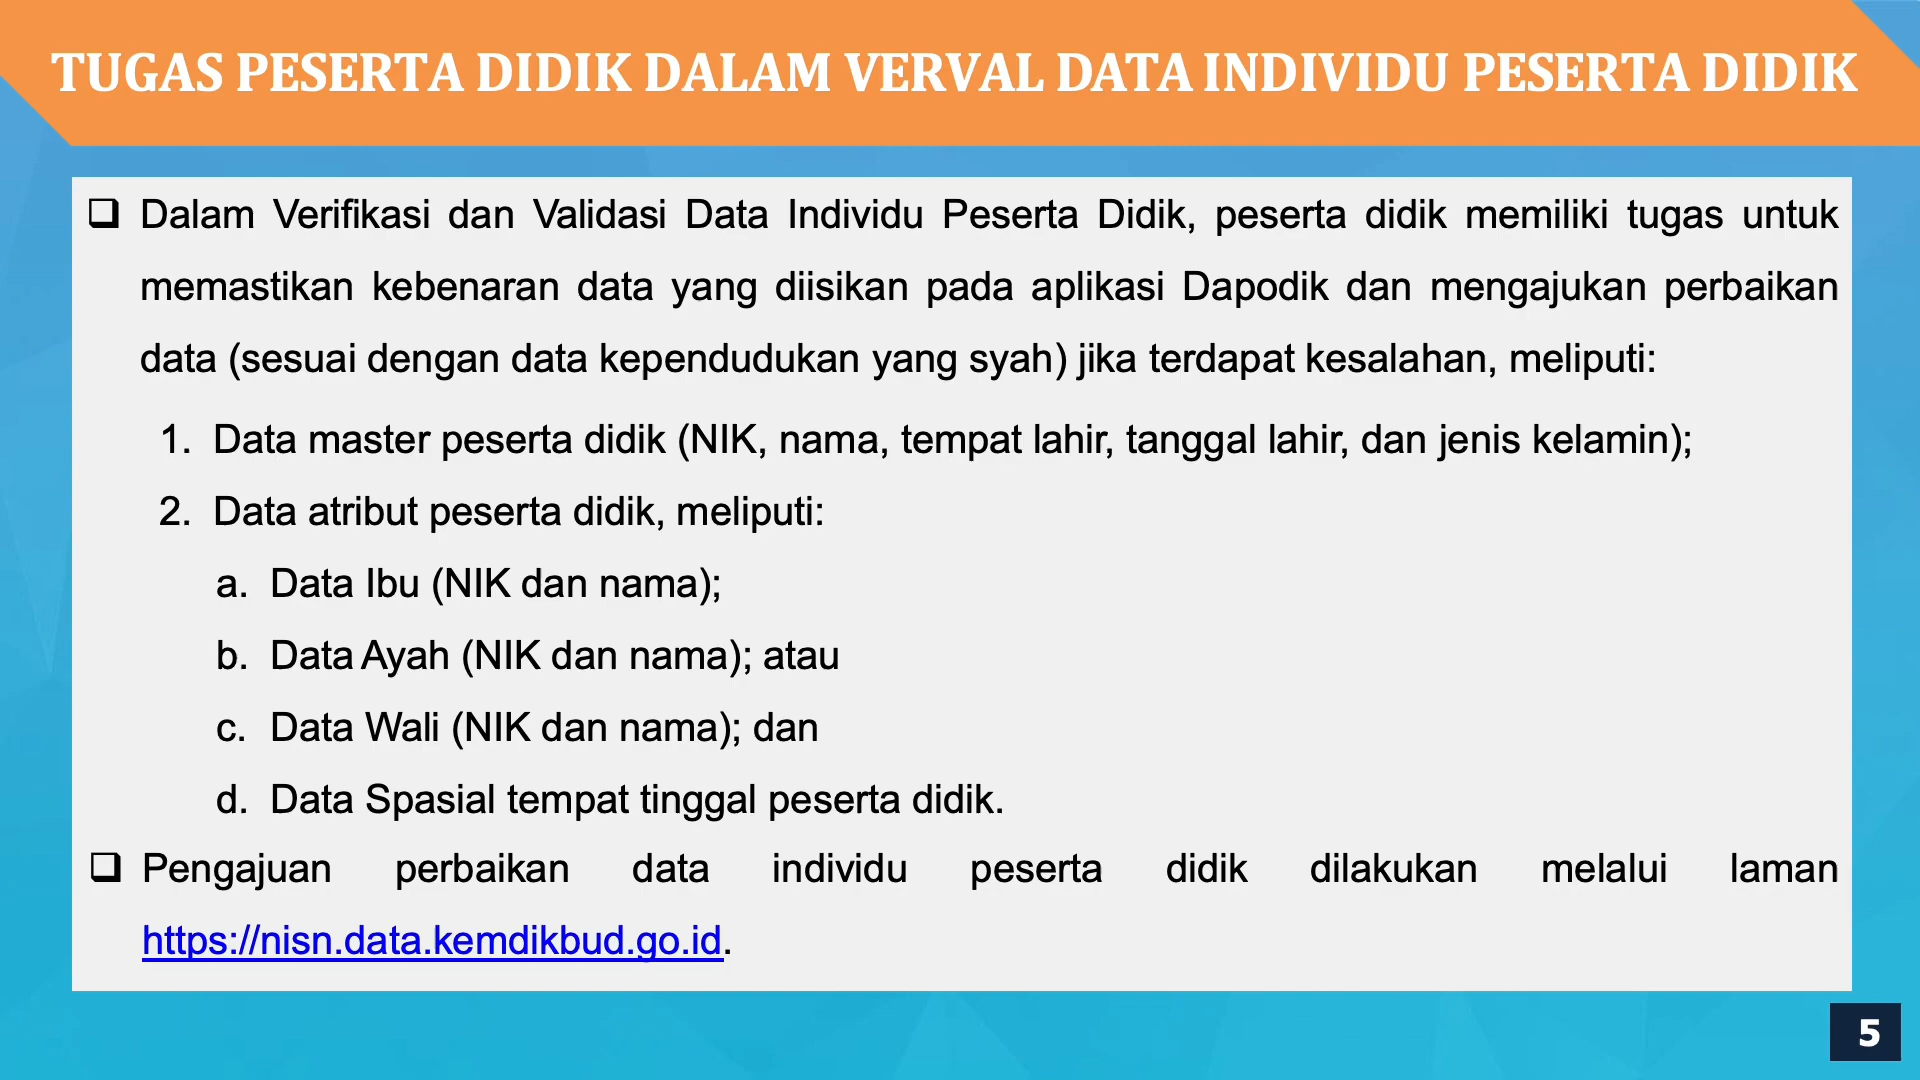 TUGAS PESERTA DIDIK DALAM VERVAL DATA INDIVIDU PESERTA DIDIK
❑ Dalam Verifikasi dan Validasi Data Individu Peserta Didik, peserta didik memiliki tugas untuk
memastikan kebenaran data yang diisikan pada aplikasi Dapodik dan mengajukan perbaikan
data (sesuai dengan data kependudukan yang syah) jika terdapat kesalahan, meliputi:
1. Data master peserta didik (NIK, nama, tempat lahir, tanggal lahir, dan jenis kelamin);
2. Data atribut peserta didik, meliputi:
a. Data Ibu (NIK dan nama);
b. Data Ayah (NIK dan nama); atau
c. Data Wali (NIK dan nama); dan
d. Data Spasial tempat tinggal peserta didik.
❑ Pengajuan perbaikan data individu peserta didik dilakukan melalui laman
https://nisn.data.kemdikbud.go.id.
5